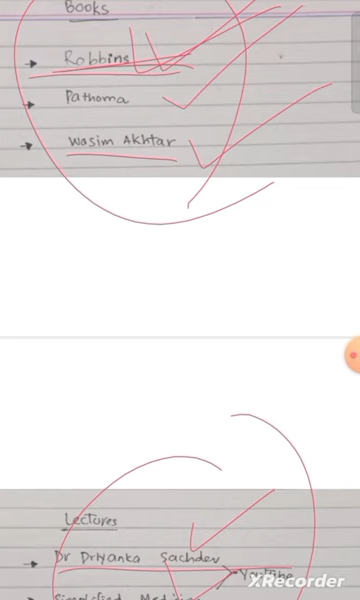 Books
→ Robbins
→ Pathoma
→ Wasim Akhtar
Lectures
→ Dr Priyanka Sachdev
Youtube
XRecorder